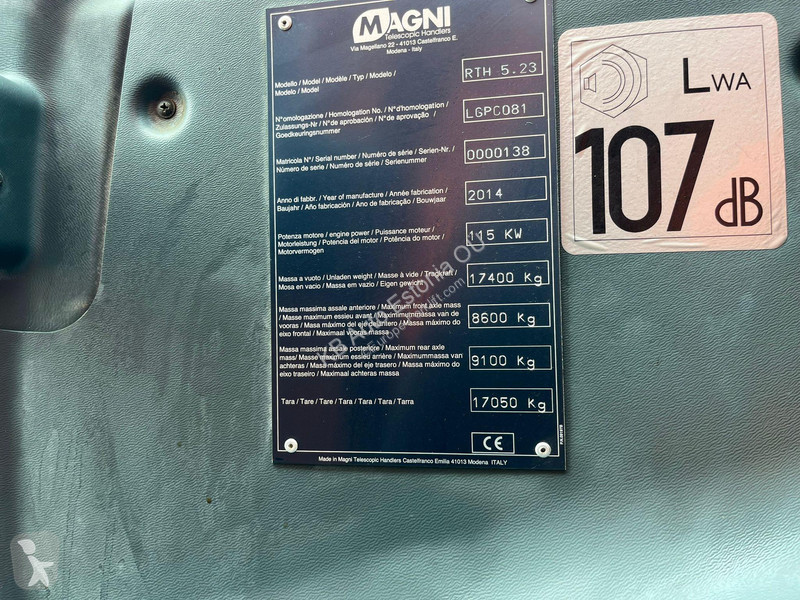 MAGNI
Telescopic Handlers
Via Magellano 22 - 41013 Castelfranco E.
Modena - Italy
Modello / Model / Modèle / Typ / Modelo /
Modelo / Model
RTH 5.23
N°omologazione / Homologation No. / N°d'homologation /
Zulassungs-Nr / N°de aprobación / N°de aprovação /
Goedkeuringsnummer
LGPC081
Matricola N°/ Serial number / Numéro de série / Serien-Nr. /
Número de serie / Número de série / Serienummer
0000138
Anno di fabbr. / Year of manufacture / Année fabrication /
Baujahr / Año fabricación / Ano de fabricação / Bouwjaar
2014
Potenza motore / engine power / Puissance moteur /
Motorleistung / Potencia del motor / Potência do motor /
Motorvermogen
115 KW
Massa a vuoto / Unladen weight / Masse à vide / Tragkraft /
Mosa en vacio / Massa em vazio / Eigen gewicht
17400 Kg
Massa massima assale anteriore / Maximum front axle mass
/ Masse maximum essieu avant / Maximummassa van de
vooras / Masa máximo del eje delantero / Massa máximo do
eixo frontal / Maximaal vooras massa
8600 Kg
Massa massima assale posteriore / Maximum rear axle
mass/ Masse maximum essieu arrière / Maximummassa van
achteras / Masa máximo del eje trasero / Massa máximo do
eixo traseiro / Maximaal achteras massa
9100 Kg
Tara / Tare / Tare / Tara / Tara / Tara / Tarra
17050 Kg
CE
Made in Magni Telescopic Handlers Castelfranco Emilia 41013 Modena ITALY
LWA
107
dB
KB Auto Estonia OÜ